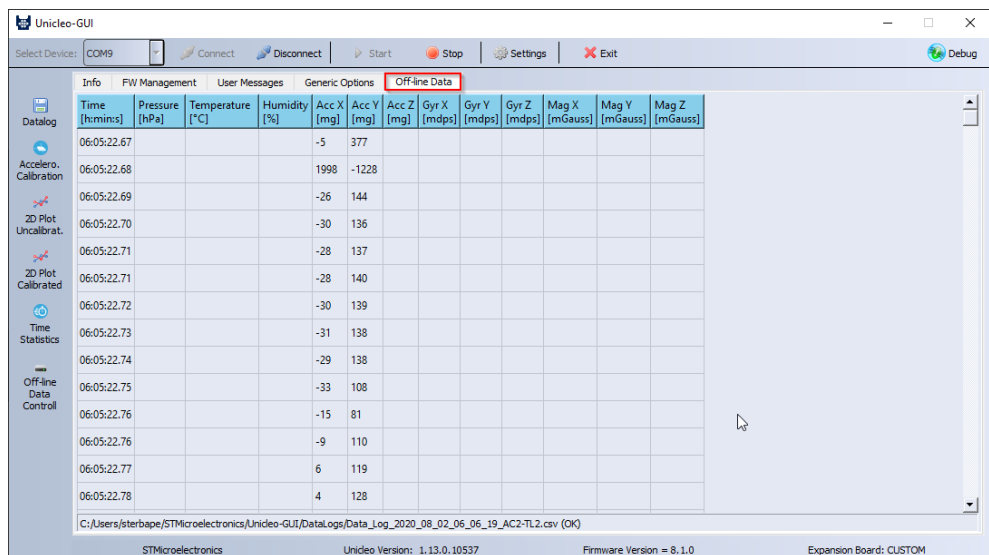 Unicleo-GUI
Select Device: COM9 Connect Disconnect Start Stop Settings Exit Debug
Info FW Management User Messages Generic Options Off-line Data
Datalog
Accelero.
Calibration
2D Plot
Uncalibrat.
2D Plot
Calibrated
Time
Statistics
Off-line
Data
Controll
Time Pressure Temperature Humidity Acc X Acc Y Acc Z Gyr X Gyr Y Gyr Z Mag X Mag Y Mag Z
[h:min:s] [hPa] [°C] [%] [mg] [mg] [mg] [mdps] [mdps] [mdps] [mGauss] [mGauss] [mGauss]
06:05:22.67 -5 377
06:05:22.68 1998 -1228
06:05:22.69 -26 144
06:05:22.70 -30 136
06:05:22.71 -28 137
06:05:22.71 -28 140
06:05:22.72 -30 139
06:05:22.73 -31 138
06:05:22.74 -29 138
06:05:22.75 -33 108
06:05:22.76 -15 81
06:05:22.76 -9 110
06:05:22.77 6 119
06:05:22.78 4 128
C:/Users/sterbape/STMicroelectronics/Unicleo-GUI/DataLogs/Data_Log_2020_08_02_06_06_19_AC2-TL2.csv (OK)
STMicroelectronics Unicleo Version: 1.13.0.10537 Firmware Version = 8.1.0 Expansion Board: CUSTOM